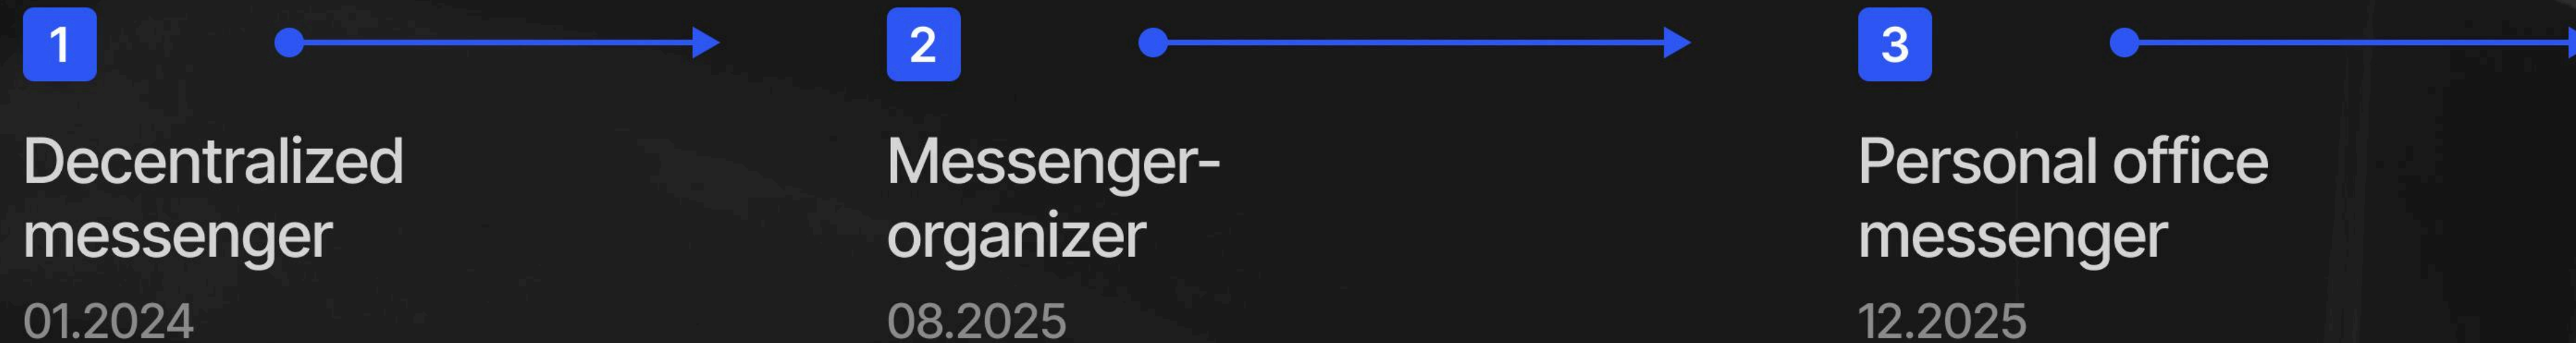 1
Decentralized
messenger
01.2024
2
Messenger-
organizer
08.2025
3
Personal office
messenger
12.2025